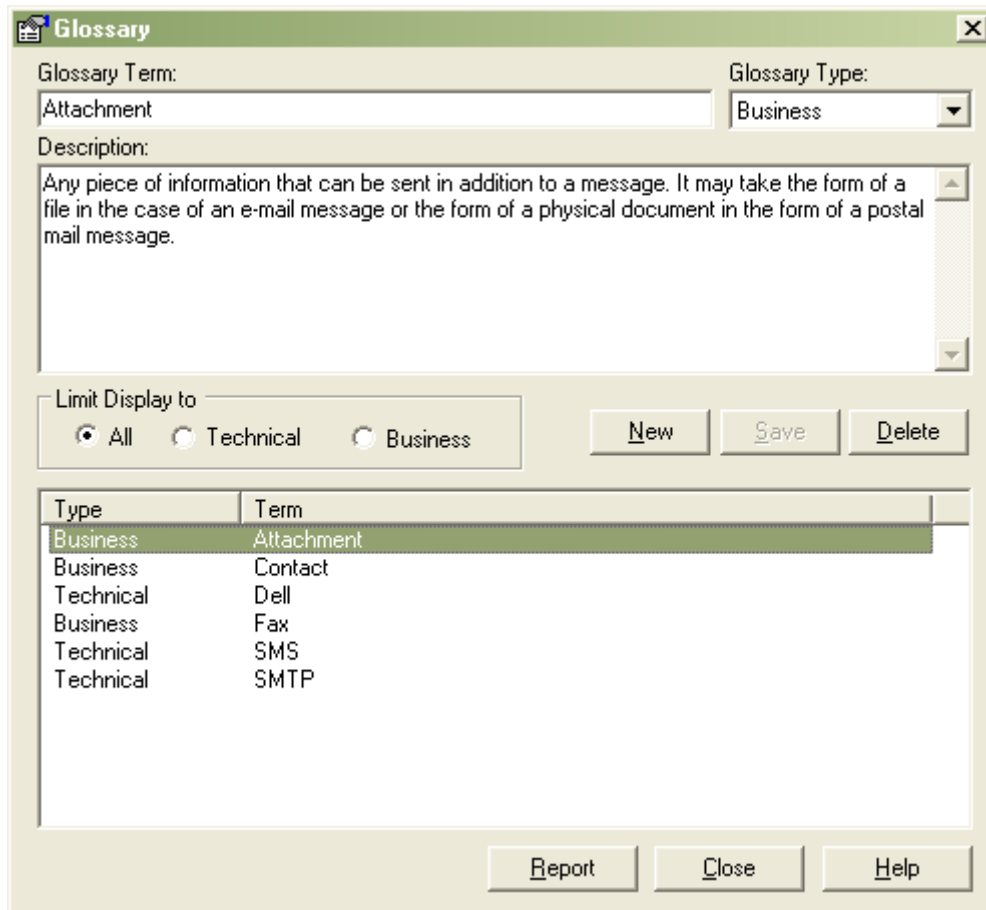 Glossary
Glossary Term:
Glossary Type:
Attachment
Business
Description:
Any piece of information that can be sent in addition to a message. It may take the form of a
file in the case of an e-mail message or the form of a physical document in the form of a postal
mail message.
Limit Display to
All Technical Business
New Save Delete
Type Term
Business Attachment
Business Contact
Technical Dell
Business Fax
Technical SMS
Technical SMTP
Report Close Help